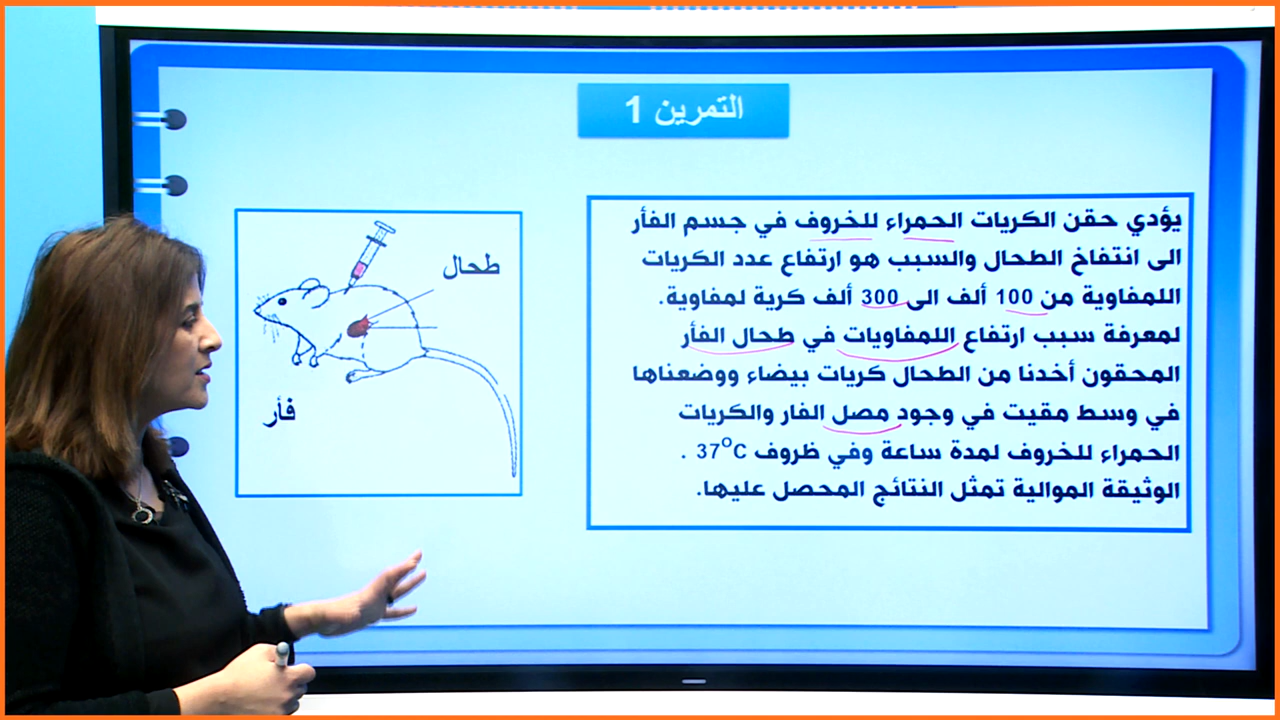 التمرين 1
يؤدي حقن الكريات الحمراء للخروف في جسم الفأر
الى انتفاخ الطحال والسبب هو ارتفاع عدد الكريات
اللمفاوية من 100 ألف الى 300 ألف كرية لمفاوية.
لمعرفة سبب ارتفاع اللمفاويات في طحال الفأر
المحقون أخدنا من الطحال كريات بيضاء ووضعناها
في وسط مقيت في وجود مصل الفار والكريات
الحمراء للخروف لمدة ساعة وفي ظروف 37°C .
الوثيقة الموالية تمثل النتائج المحصل عليها.
طحال
فأر